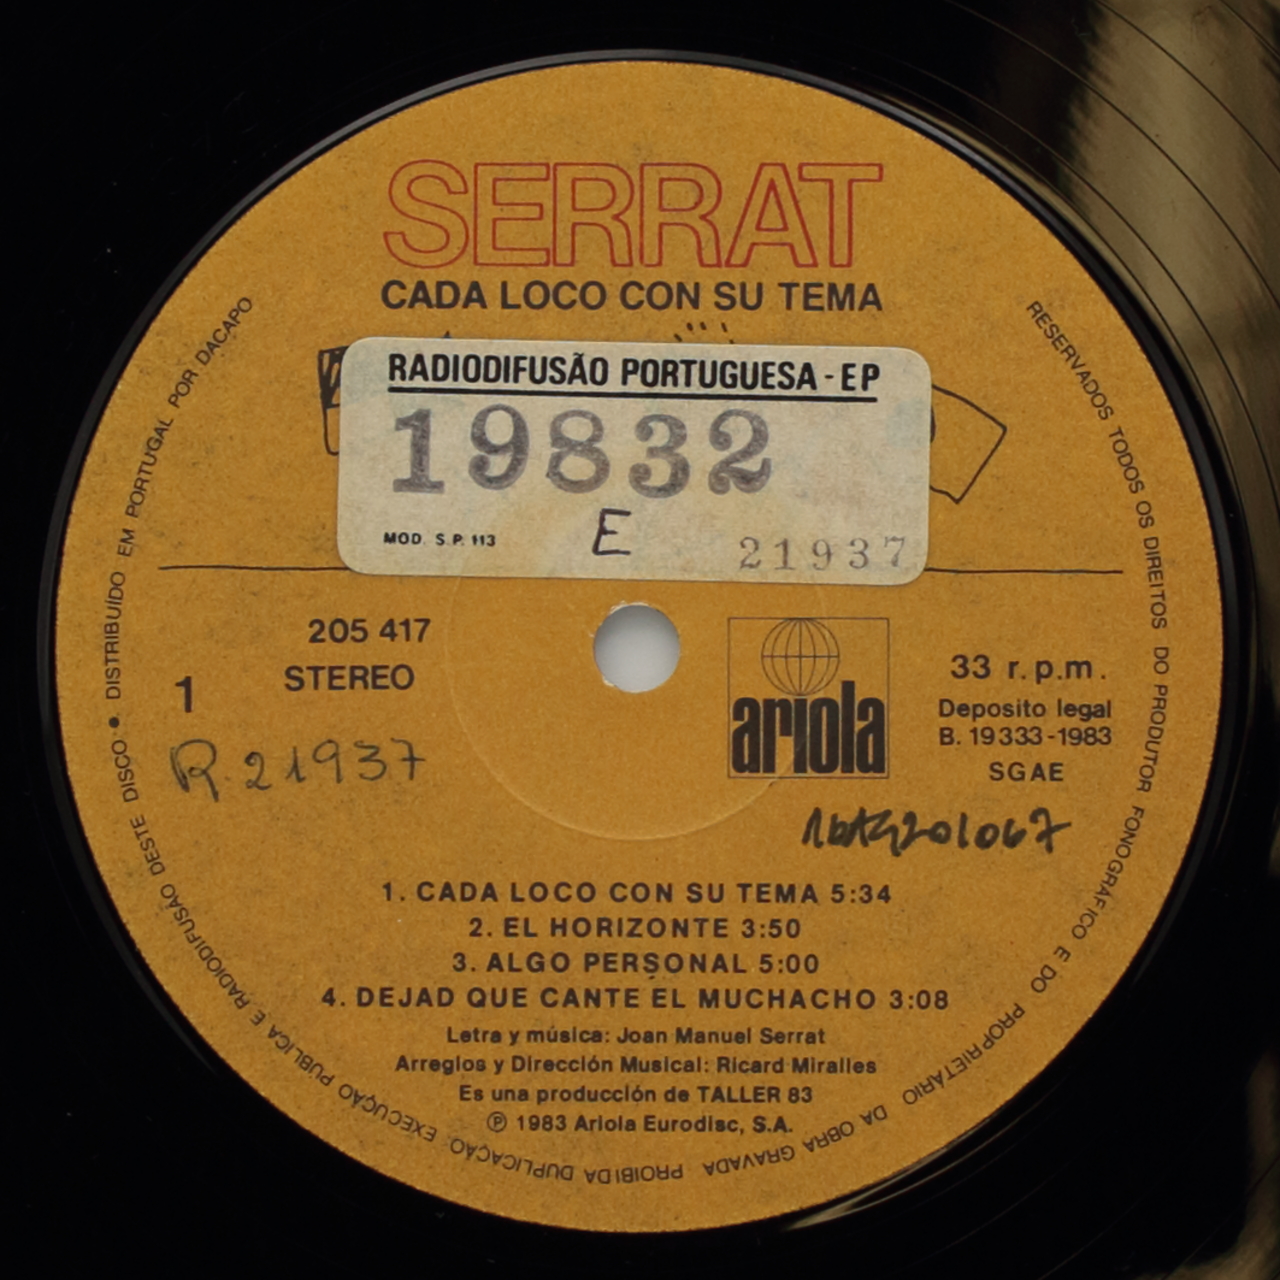 SERRAT
CADA LOCO CON SU TEMA
RADIODIFUSÃO PORTUGUESA - EP
19832
E
MOD. S.P. 113
21937
205 417
STEREO
1
R.21937
ariola
33 r.p.m.
Deposito legal
B. 19333-1983
SGAE
1. CADA LOCO CON SU TEMA 5:34
2. EL HORIZONTE 3:50
3. ALGO PERSONAL 5:00
4. DEJAD QUE CANTE EL MUCHACHO 3:08
Letra y música: Joan Manuel Serrat
Arreglos y Dirección Musical: Ricard Miralles
Es una producción de TALLER 83
℗ 1983 Ariola Eurodisc, S.A.
RESERVADOS TODOS OS DIREITOS DO PRODUTOR FONOGRÁFICO E DO PROPRIETÁRIO DA OBRA GRAVADA PROIBIDA DUPLICAÇÃO, EXECUÇÃO PÚBLICA E RADIODIFUSÃO DESTE DISCO • DISTRIBUÍDO EM PORTUGAL POR DACAPO